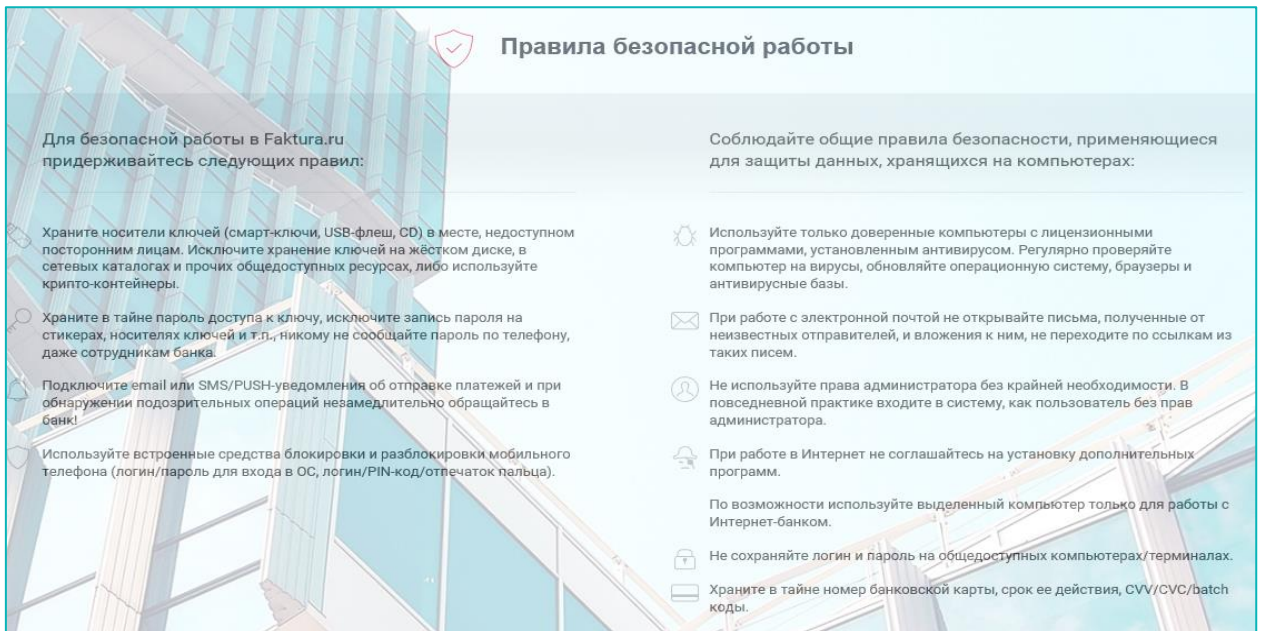 Правила безопасной работы
Для безопасной работы в Faktura.ru
придерживайтесь следующих правил:
Храните носители ключей (смарт-ключи, USB-флеш, CD) в месте, недоступном
посторонним лицам. Исключите хранение ключей на жёстком диске, в
сетевых каталогах и прочих общедоступных ресурсах, либо используйте
крипто-контейнеры.
Храните в тайне пароль доступа к ключу, исключите запись пароля на
стикерах, носителях ключей и т.п., никому не сообщайте пароль по телефону,
даже сотрудникам банка.
Подключите email или SMS/PUSH-уведомления об отправке платежей и при
обнаружении подозрительных операций незамедлительно обращайтесь в
банк!
Используйте встроенные средства блокировки и разблокировки мобильного
телефона (логин/пароль для входа в ОС, логин/PIN-код/отпечаток пальца).
Соблюдайте общие правила безопасности, применяющиеся
для защиты данных, хранящихся на компьютерах:
Используйте только доверенные компьютеры с лицензионными
программами, установленным антивирусом. Регулярно проверяйте
компьютер на вирусы, обновляйте операционную систему, браузеры и
антивирусные базы.
При работе с электронной почтой не открывайте письма, полученные от
неизвестных отправителей, и вложения к ним, не переходите по ссылкам из
таких писем.
Не используйте права администратора без крайней необходимости. В
повседневной практике входите в систему, как пользователь без прав
администратора.
При работе в Интернет не соглашайтесь на установку дополнительных
программ.
По возможности используйте выделенный компьютер только для работы с
Интернет-банком.
Не сохраняйте логин и пароль на общедоступных компьютерах/терминалах.
Храните в тайне номер банковской карты, срок ее действия, CVV/CVC/batch
коды.